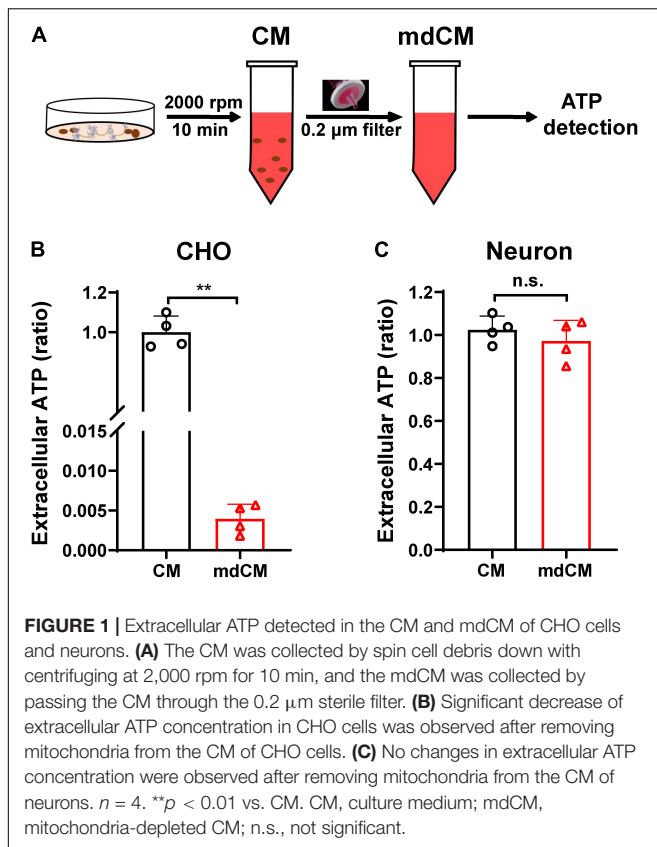 A
CM
mdCM
2000 rpm
10 min
0.2 µm filter
ATP
detection
B
CHO
Extracellular ATP (ratio)
**
1.2
1.0
0.015
0.010
0.005
0.000
CM
mdCM
C
Neuron
Extracellular ATP (ratio)
n.s.
1.2
1.0
0.8
0.6
0.4
0.2
0.0
CM
mdCM
FIGURE 1 | Extracellular ATP detected in the CM and mdCM of CHO cells
and neurons. (A) The CM was collected by spin cell debris down with
centrifuging at 2,000 rpm for 10 min, and the mdCM was collected by
passing the CM through the 0.2 µm sterile filter. (B) Significant decrease of
extracellular ATP concentration in CHO cells was observed after removing
mitochondria from the CM of CHO cells. (C) No changes in extracellular ATP
concentration were observed after removing mitochondria from the CM of
neurons. n = 4. **p < 0.01 vs. CM. CM, culture medium; mdCM,
mitochondria-depleted CM; n.s., not significant.